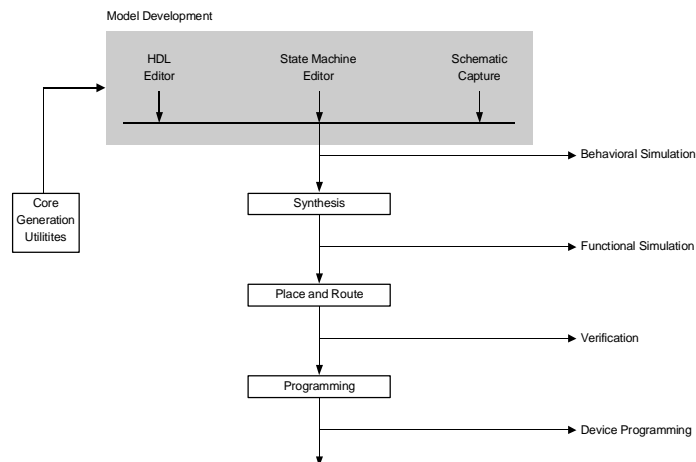 Model Development
HDL
Editor
State Machine
Editor
Schematic
Capture
Behavioral Simulation
Core
Generation
Utilitites
Synthesis
Functional Simulation
Place and Route
Verification
Programming
Device Programming